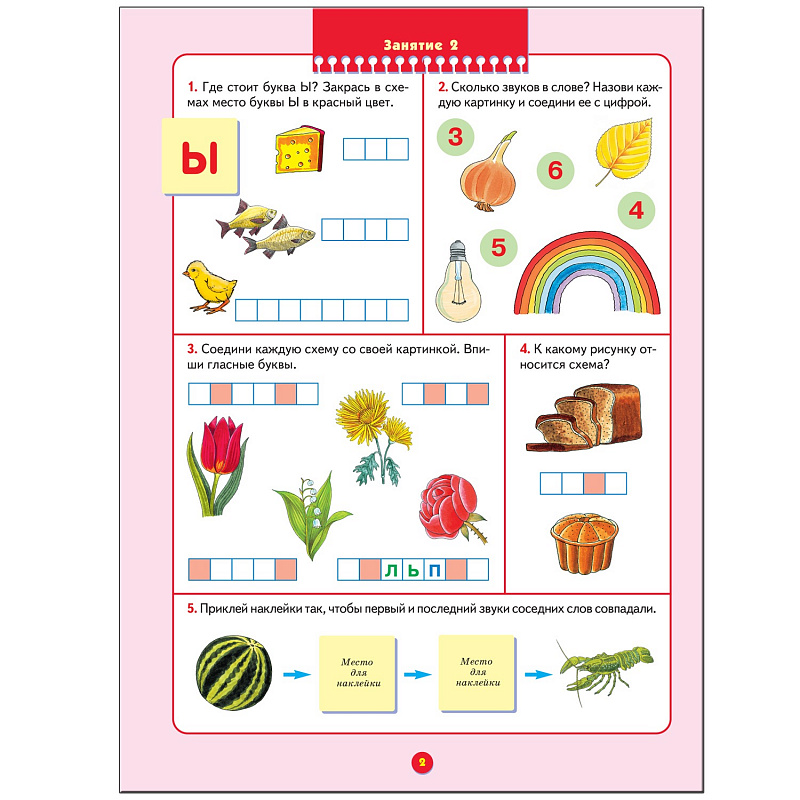 Занятие 2
1. Где стоит буква Ы? Закрась в схе-
мах место буквы Ы в красный цвет.
Ы
2. Сколько звуков в слове? Назови каж-
дую картинку и соедини ее с цифрой.
3
6
4
5
3. Соедини каждую схему со своей картинкой. Впи-
ши гласные буквы.
Л Ь П
4. К какому рисунку от-
носится схема?
5. Приклей наклейки так, чтобы первый и последний звуки соседних слов совпадали.
Место
для
наклейки
Место
для
наклейки
2